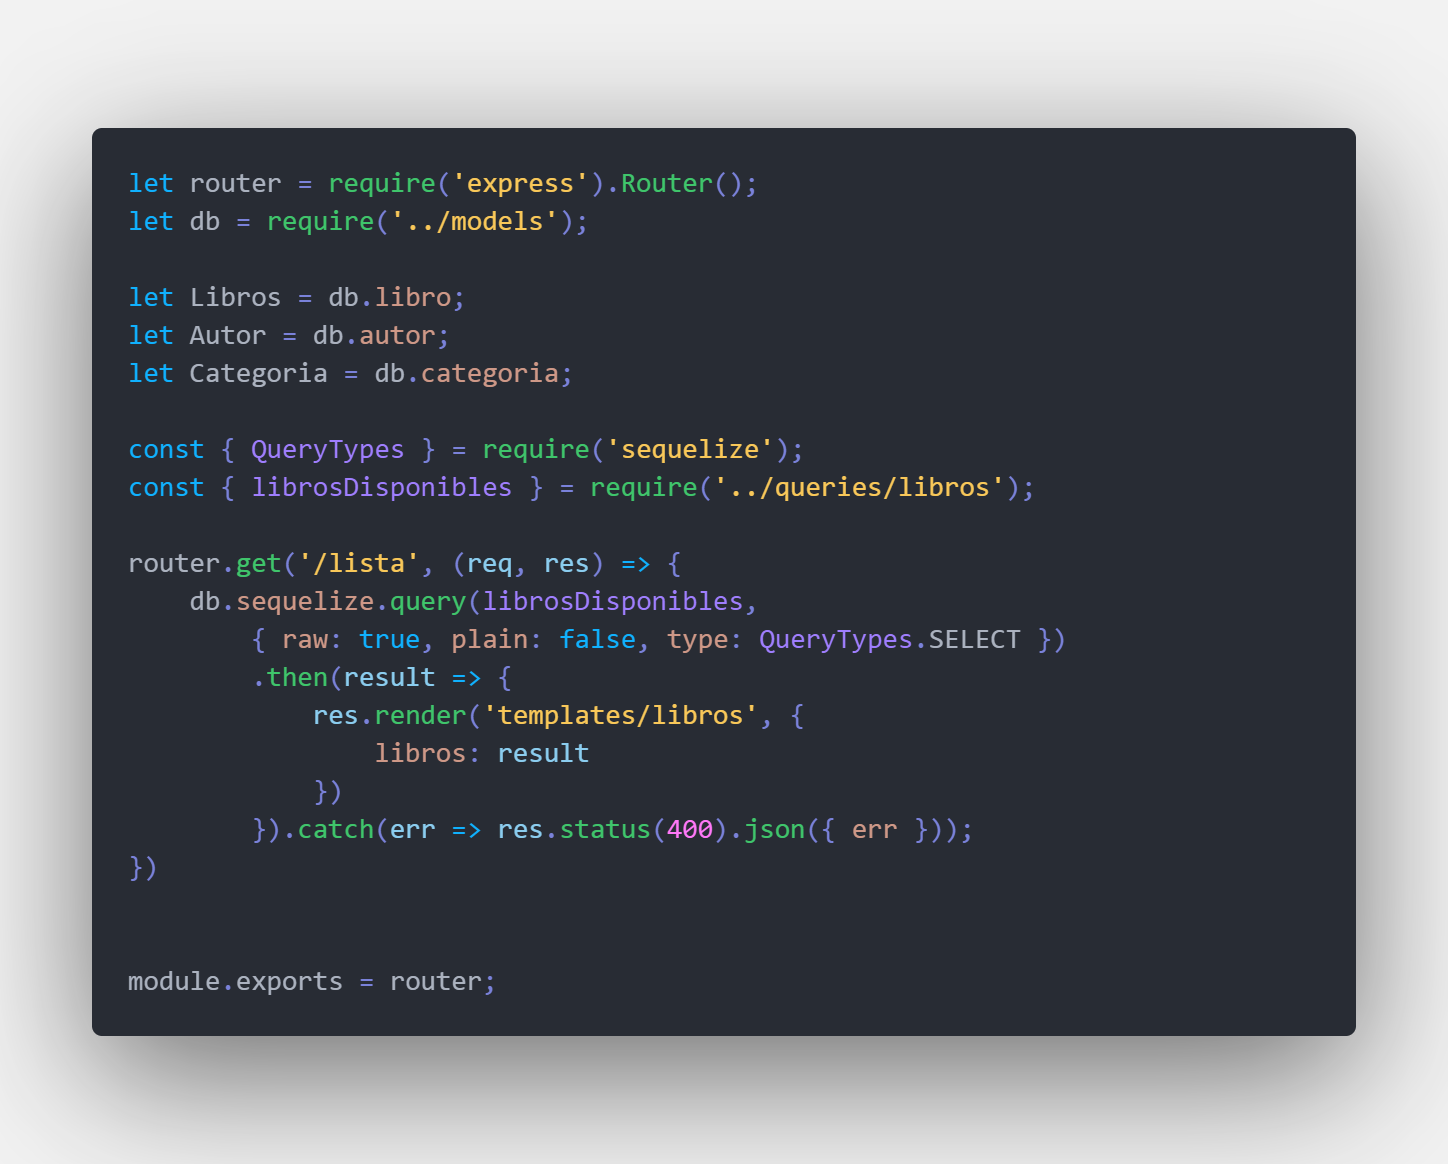 let router = require('express').Router();
let db = require('../models');

let Libros = db.libro;
let Autor = db.autor;
let Categoria = db.categoria;

const { QueryTypes } = require('sequelize');
const { librosDisponibles } = require('../queries/libros');

router.get('/lista', (req, res) => {
    db.sequelize.query(librosDisponibles,
        { raw: true, plain: false, type: QueryTypes.SELECT })
        .then(result => {
            res.render('templates/libros', {
                libros: result
            })
        }).catch(err => res.status(400).json({ err }));
})


module.exports = router;